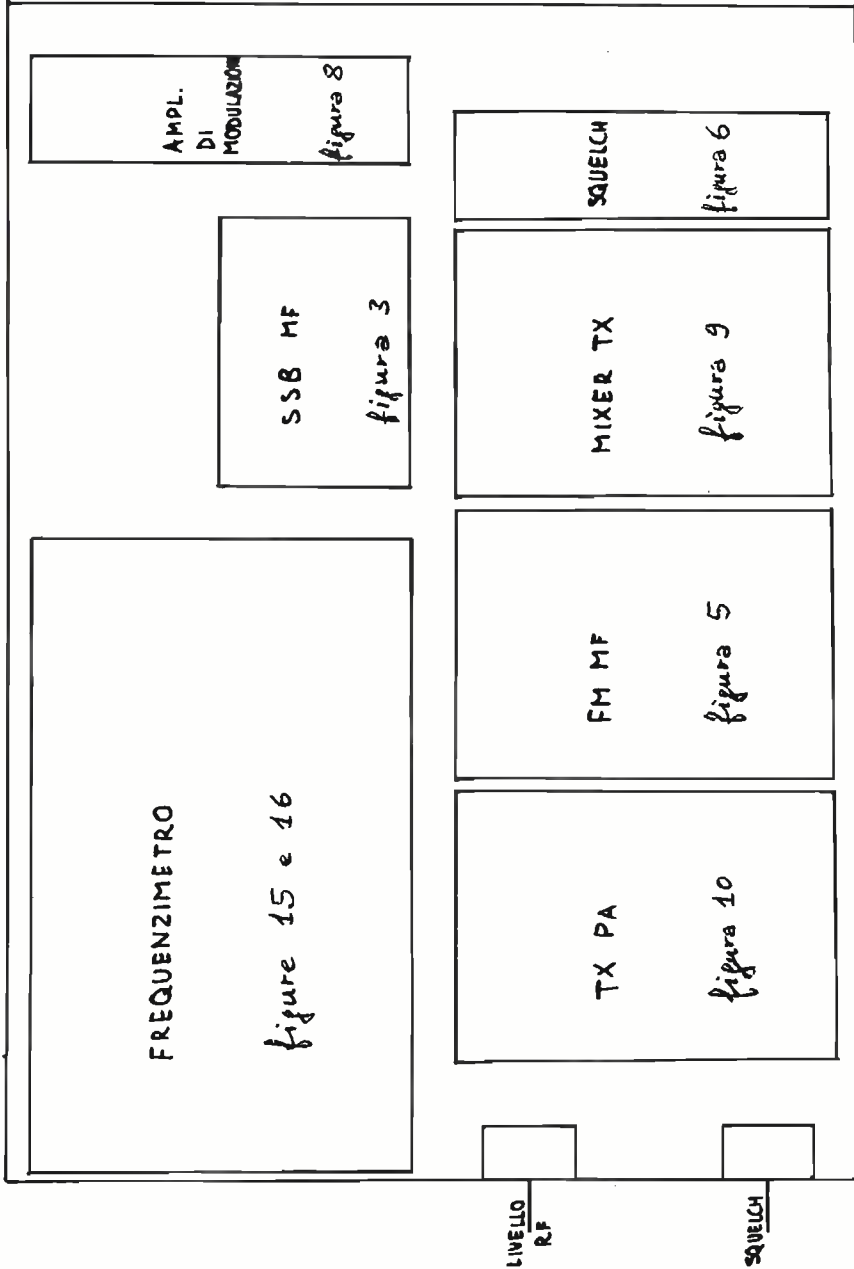 FREQUENZIMETRO
figure 15 e 16
SSB MF
figura 3
AMPL.
DI
MODULAZIONE
figura 8
LIVELLO
RF
SQUELCH
TX PA
figura 10
FM MF
figura 5
MIXER TX
figura 9
SQUELCH
figura 6